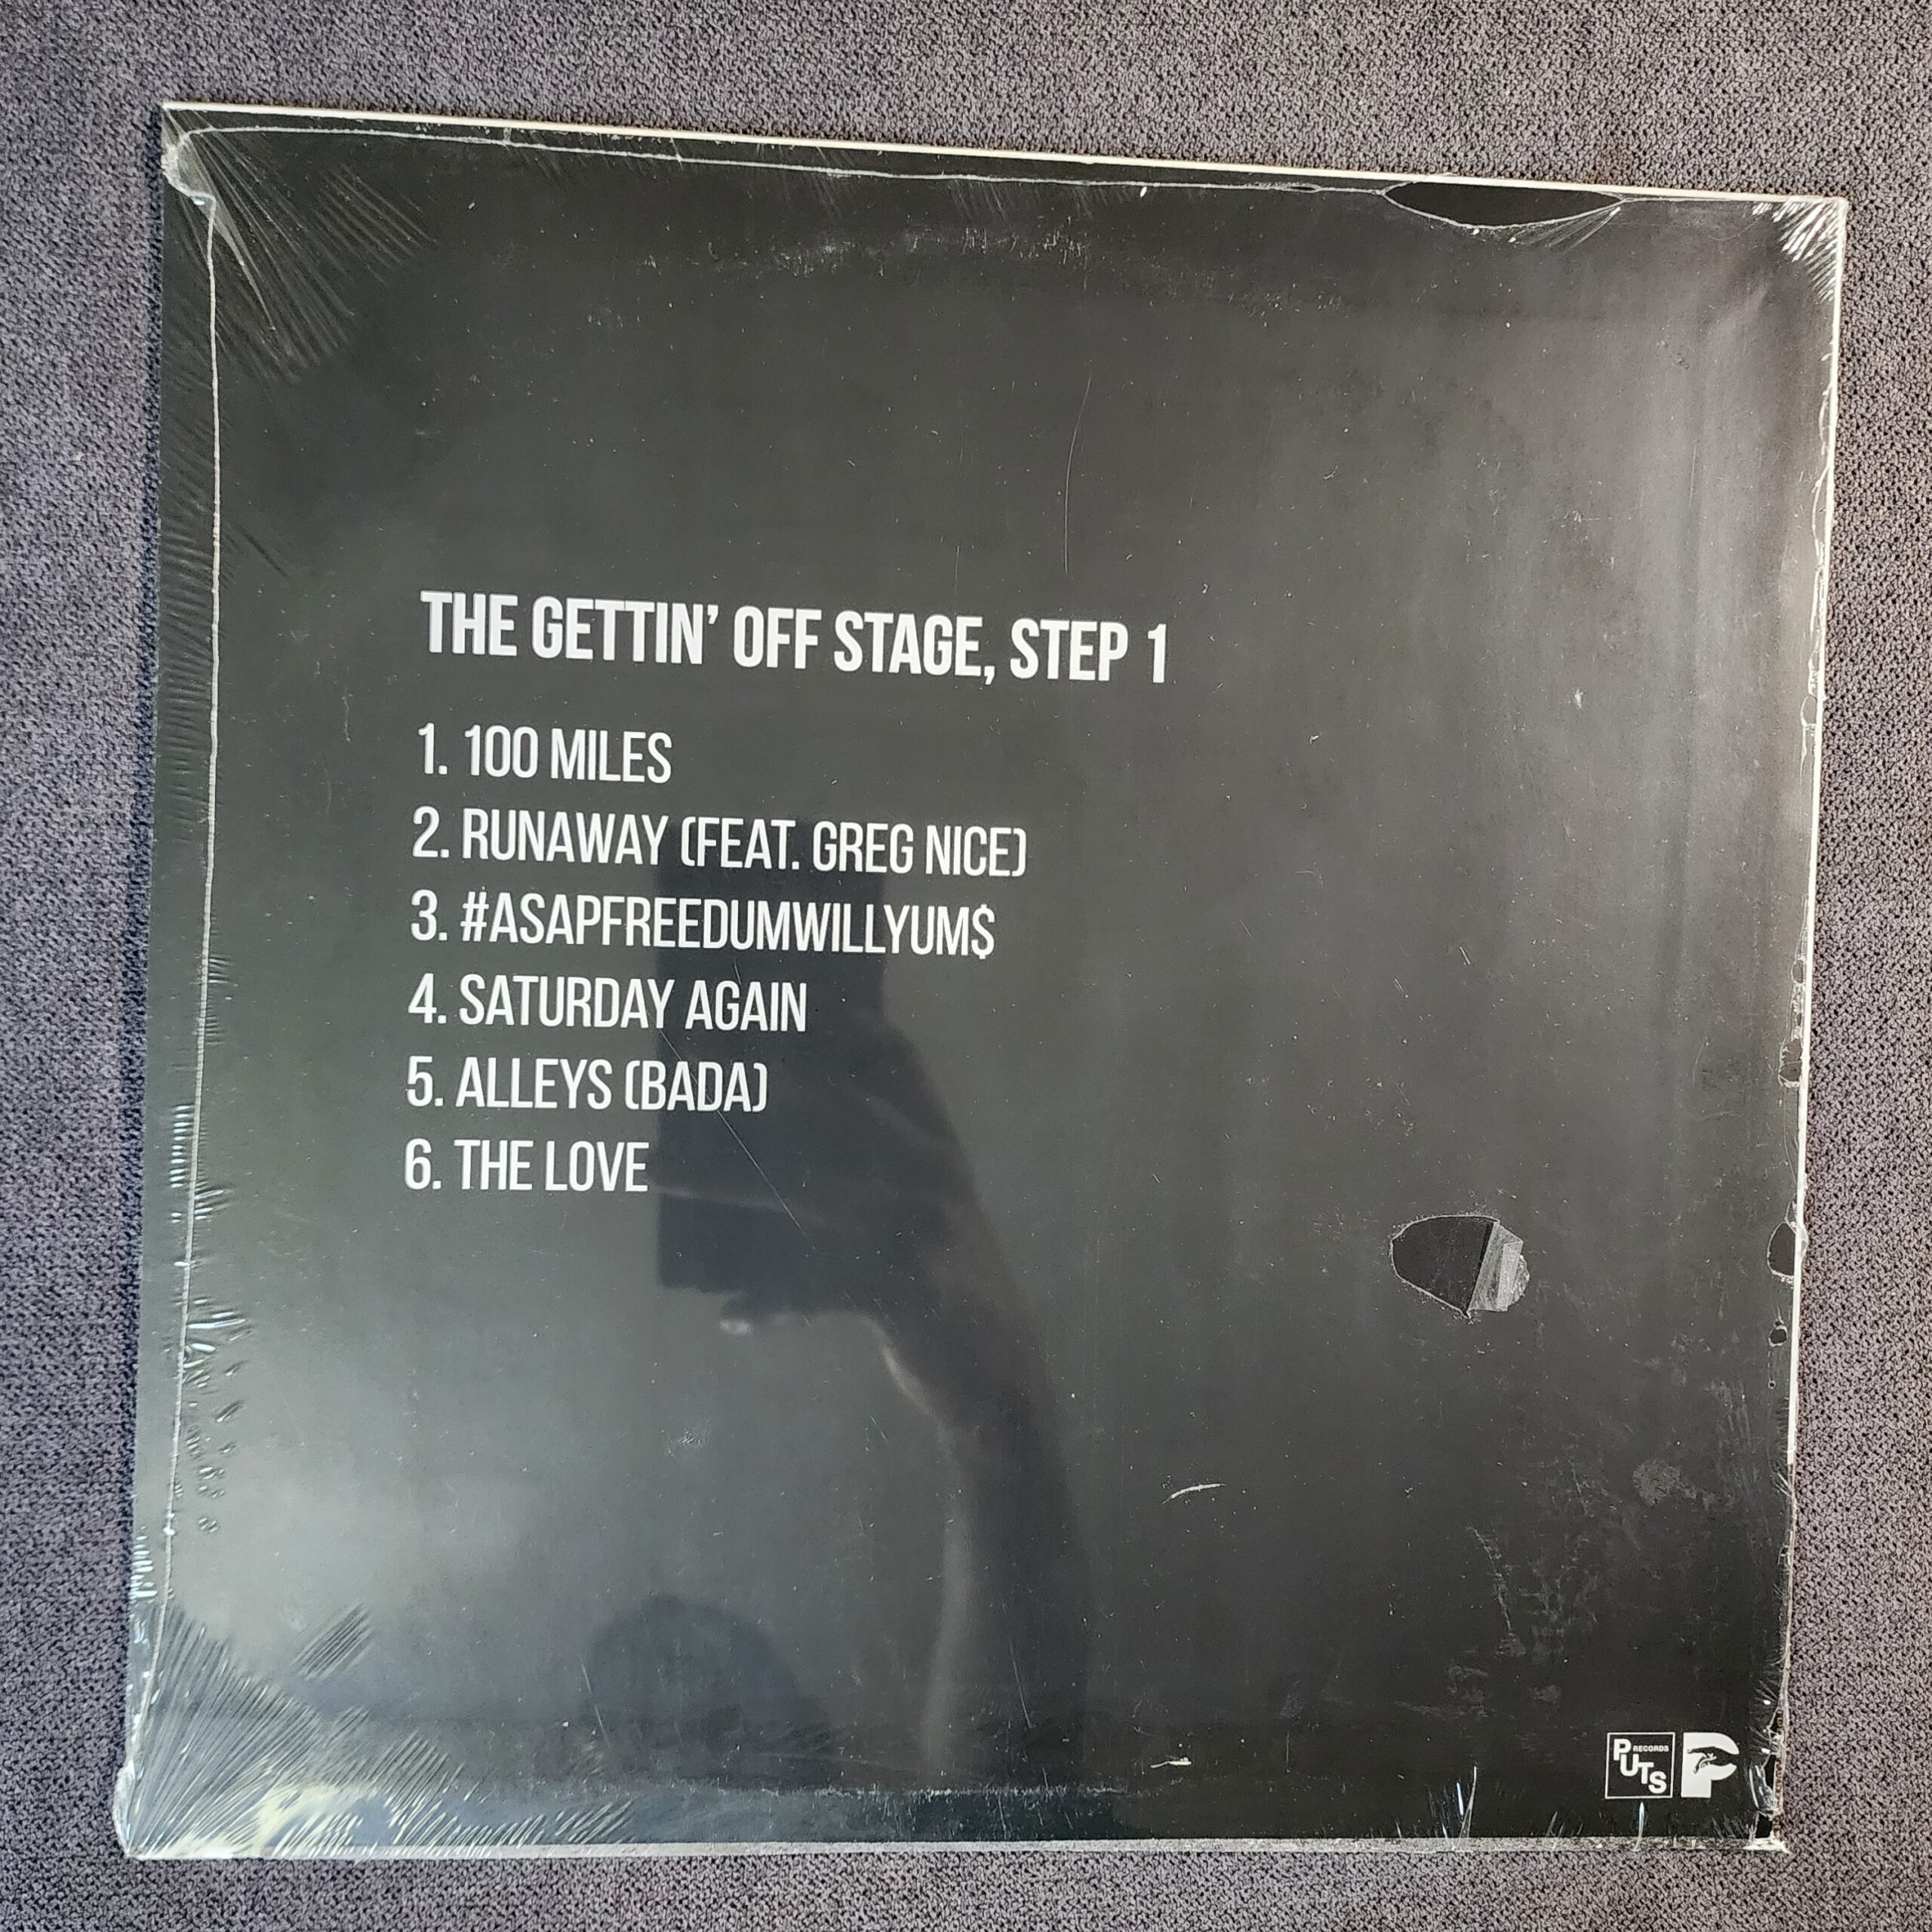 THE GETTIN' OFF STAGE, STEP 1
1. 100 MILES
2. RUNAWAY (FEAT. GREG NICE)
3. #ASAPFREEDUMWILLYUM$
4. SATURDAY AGAIN
5. ALLEYS (BADA)
6. THE LOVE
PUTS RECORDS
P